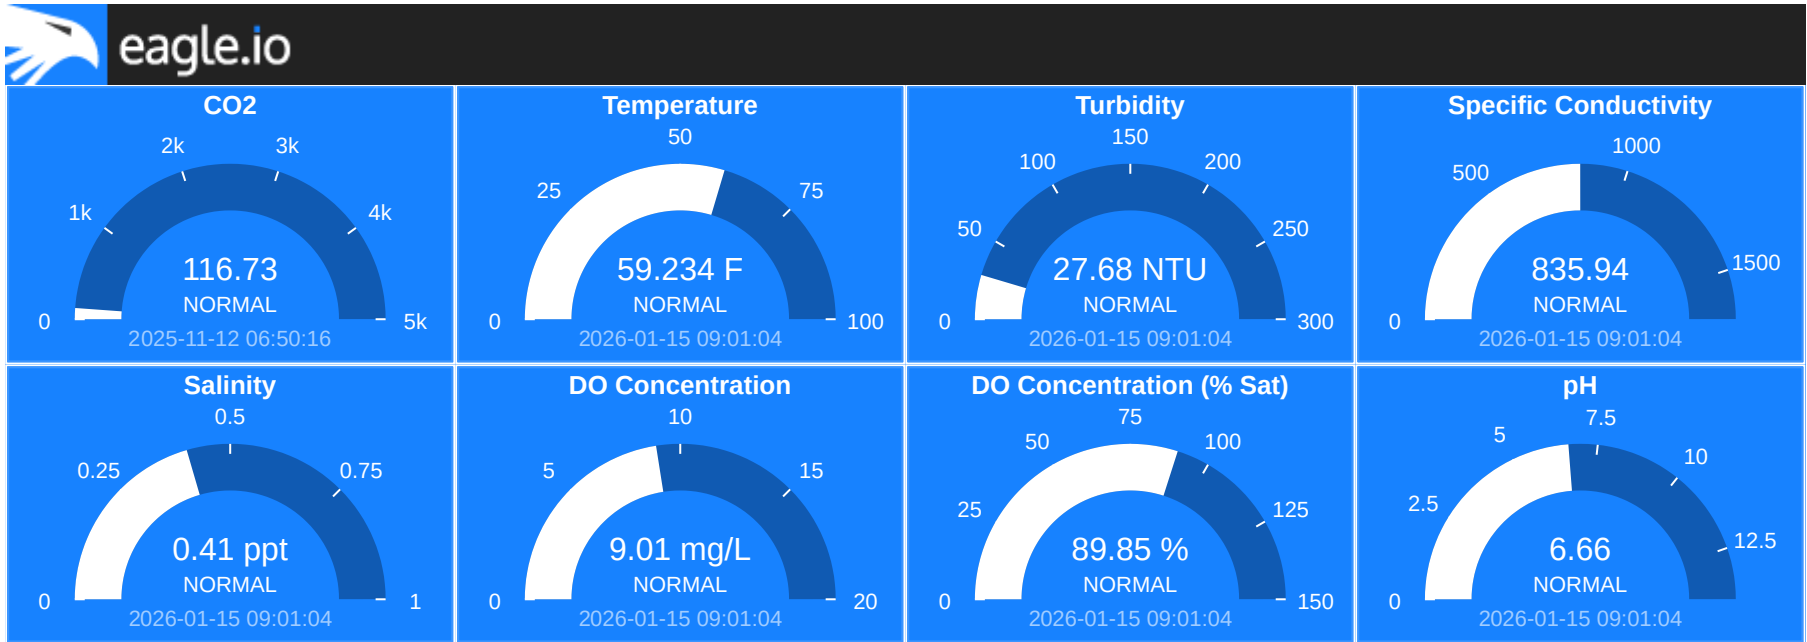 eagle.io
CO2
0
1k
2k
3k
4k
5k
116.73
NORMAL
2025-11-12 06:50:16
Temperature
0
25
50
75
100
59.234 F
NORMAL
2026-01-15 09:01:04
Turbidity
0
50
100
150
200
250
300
27.68 NTU
NORMAL
2026-01-15 09:01:04
Specific Conductivity
0
500
1000
1500
835.94
NORMAL
2026-01-15 09:01:04
Salinity
0
0.25
0.5
0.75
1
0.41 ppt
NORMAL
2026-01-15 09:01:04
DO Concentration
0
5
10
15
20
9.01 mg/L
NORMAL
2026-01-15 09:01:04
DO Concentration (% Sat)
0
25
50
75
100
125
150
89.85 %
NORMAL
2026-01-15 09:01:04
pH
0
2.5
5
7.5
10
12.5
6.66
NORMAL
2026-01-15 09:01:04